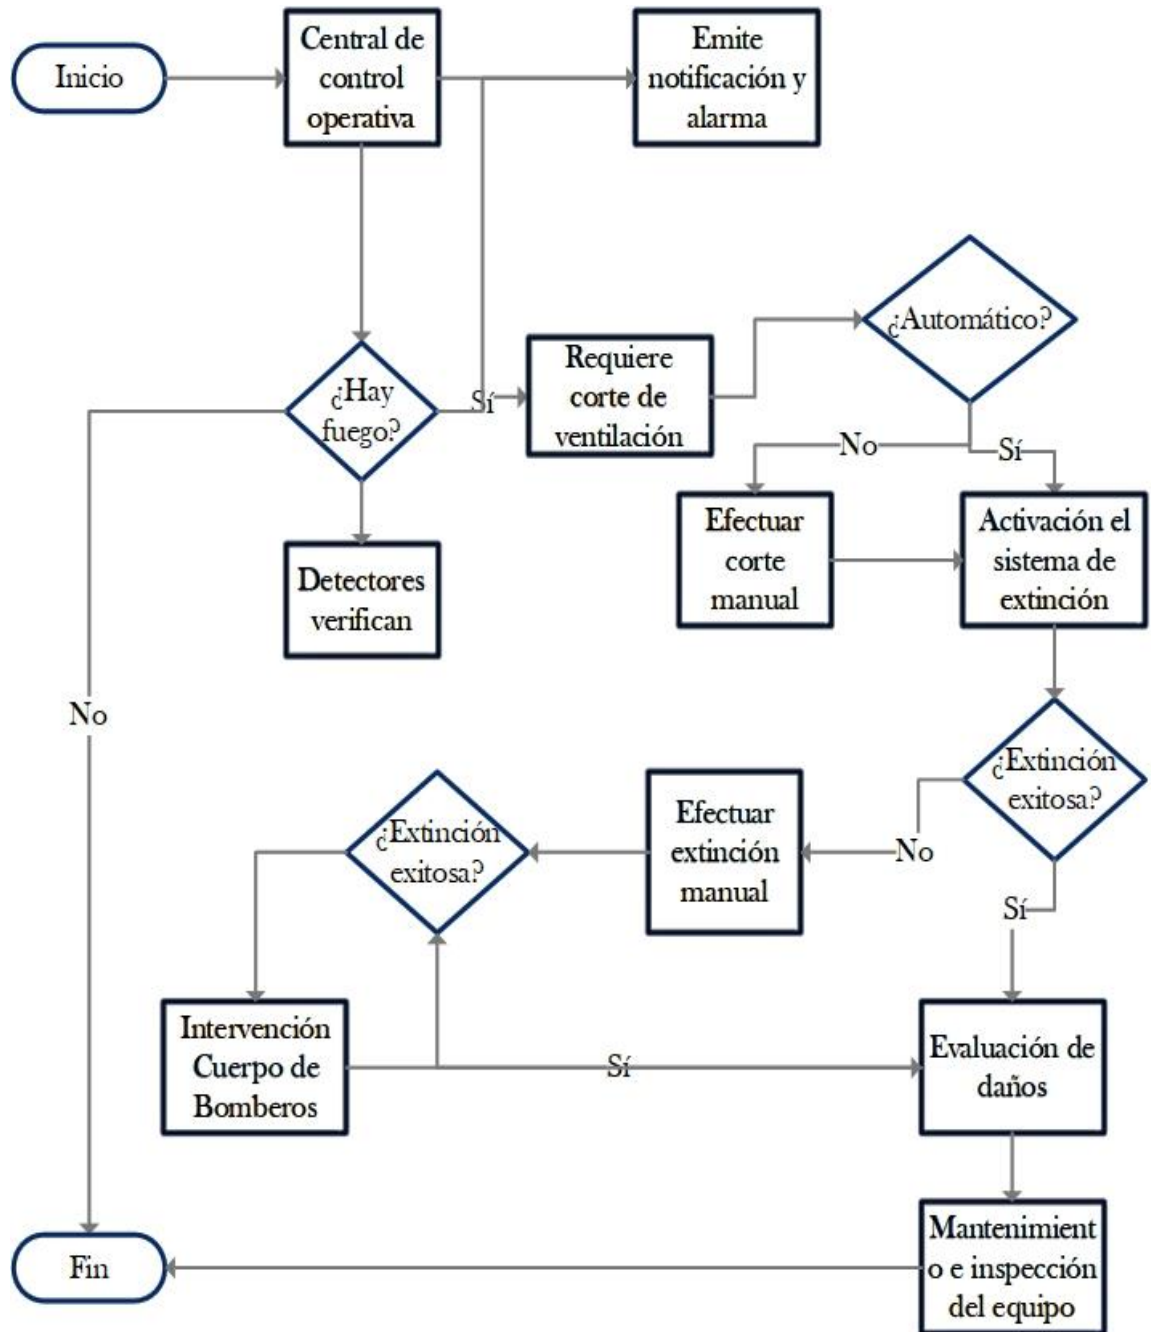 Inicio
Central de
control
operativa
Emite
notificación y
alarma
¿Hay
fuego?
Sí
Requiere
corte de
ventilación
¿Automático?
No
Sí
Detectores
verifican
Efectuar
corte
manual
Activación el
sistema de
extinción
No
¿Extinción
exitosa?
Efectuar
extinción
manual
¿Extinción
exitosa?
No
Sí
Intervención
Cuerpo de
Bomberos
Sí
Evaluación de
daños
Fin
Mantenimient
o e inspección
del equipo